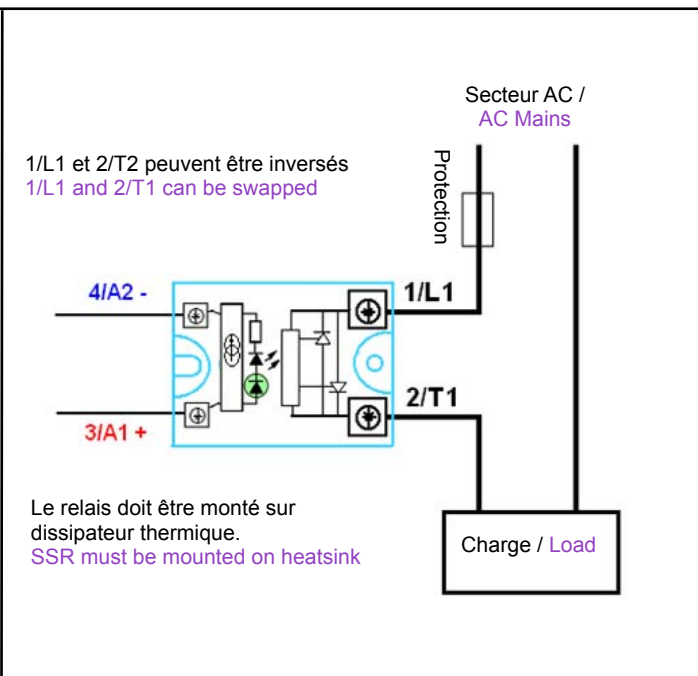 Secteur AC /
AC Mains
1/L1 et 2/T2 peuvent être inversés
1/L1 and 2/T1 can be swapped
Protection
4/A2 -
1/L1
3/A1 +
2/T1
Le relais doit être monté sur
dissipateur thermique.
SSR must be mounted on heatsink
Charge / Load